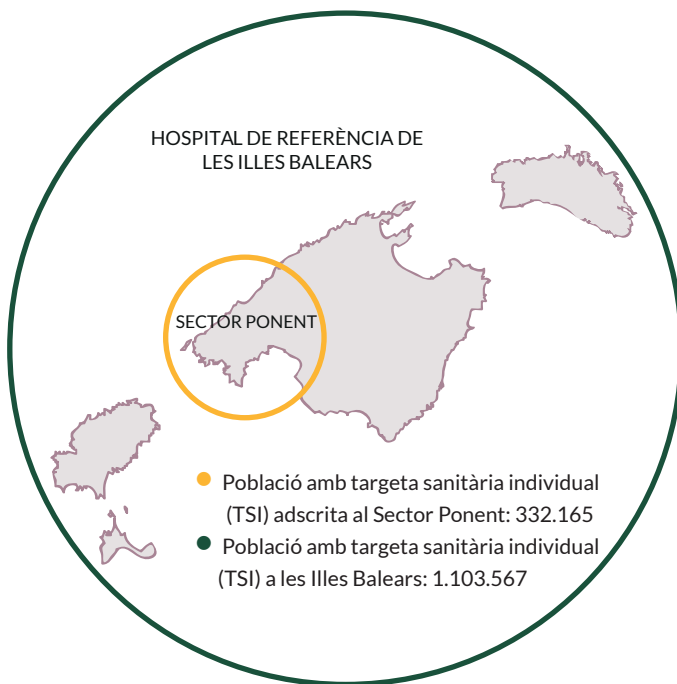 HOSPITAL DE REFERÈNCIA DE
LES ILLES BALEARS
SECTOR PONENT
Població amb targeta sanitària individual
(TSI) adscrita al Sector Ponent: 332.165
Població amb targeta sanitària individual
(TSI) a les Illes Balears: 1.103.567